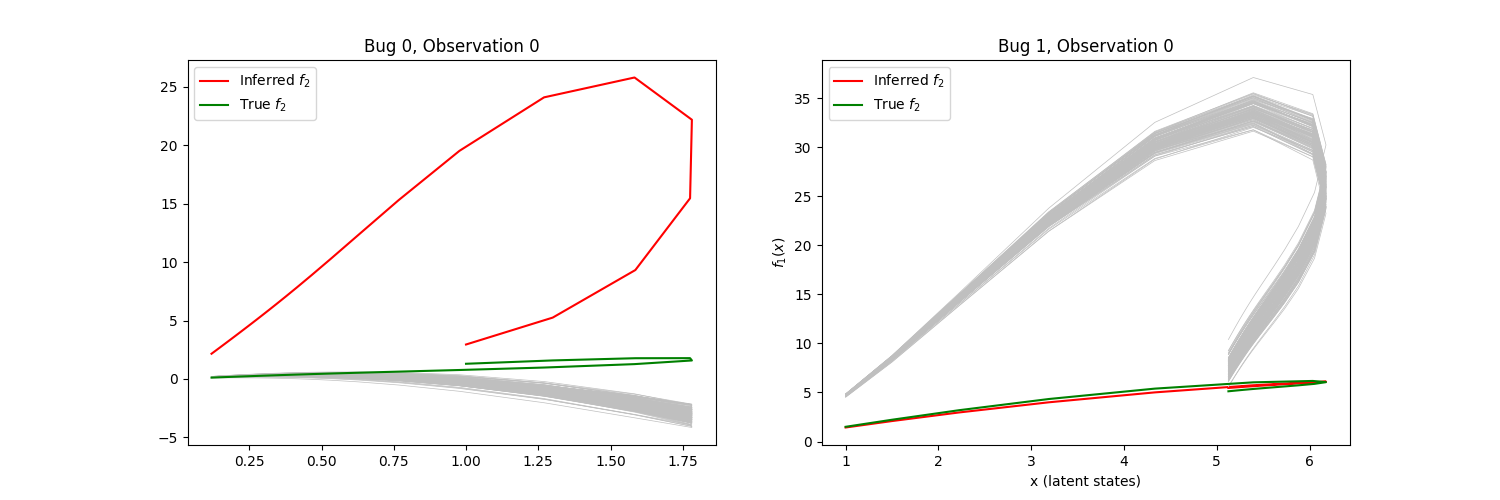 Bug 0, Observation 0
Inferred f₂
True f₂
25
20
15
10
5
0
−5
0.25 0.50 0.75 1.00 1.25 1.50 1.75
Bug 1, Observation 0
Inferred f₂
True f₂
f₁(x)
35
30
25
20
15
10
5
0
1 2 3 4 5 6
x (latent states)